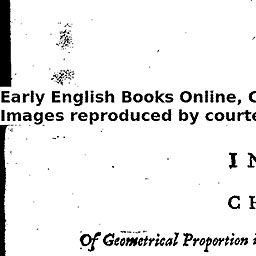 Early English Books Online, C
Images reproduced by courte
I N
C H
Of Geometrical Proportion i